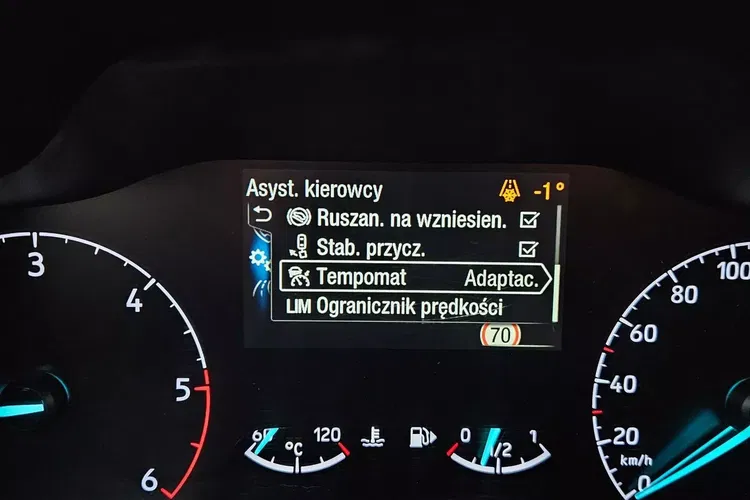 Asyst. kierowcy -1°
Ruszan. na wzniesien.
Stab. przycz.
Tempomat Adaptac.
LIM Ogranicznik prędkości
70
3
4
5
6
60 °C 120
0 1/2 1
100
80
60
40
20
km/h
0